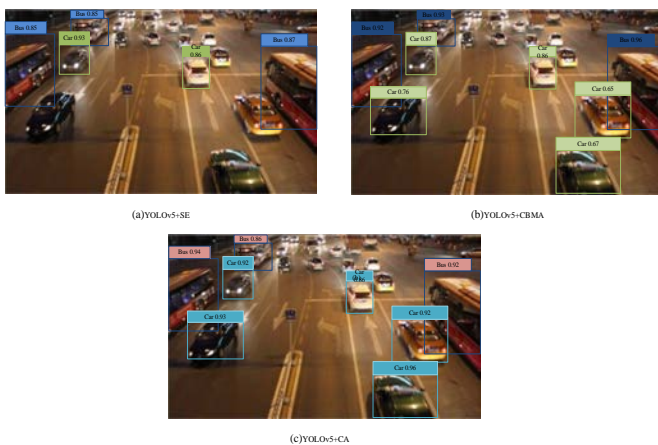 Bus 0.85
Bus 0.85
Car 0.93
Car
0.86
Bus 0.87
Bus 0.93
Bus 0.92
Car 0.87
Car
0.86
Bus 0.96
Car 0.76
Car 0.65
Car 0.67
(a)YOLOv5+SE
(b)YOLOv5+CBMA
Bus 0.86
Bus 0.94
Car 0.92
Car
0.86
Bus 0.92
Car 0.93
Car 0.92
Car 0.96
(c)YOLOv5+CA